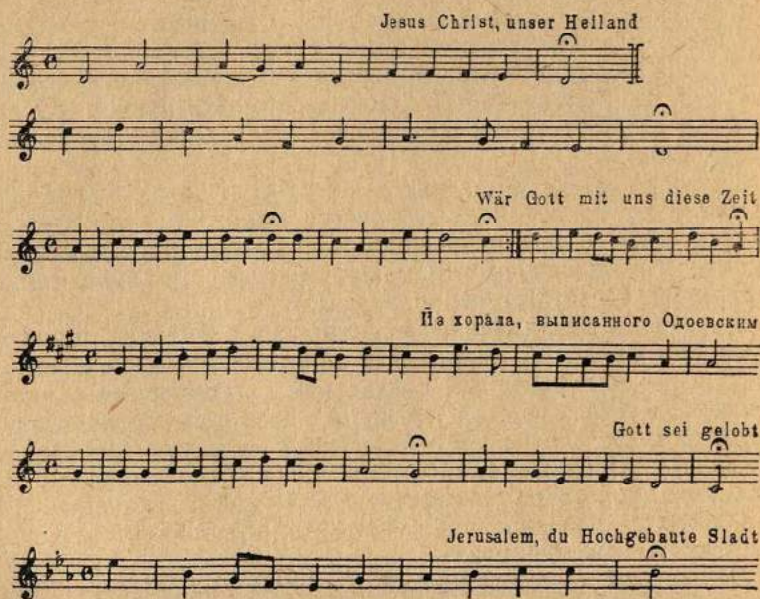 Jesus Christ, unser Heiland
Wär Gott mit uns diese Zeit
Из хорала, выписанного Одоевским
Gott sei gelobt
Jerusalem, du Hochgebaute Sladt